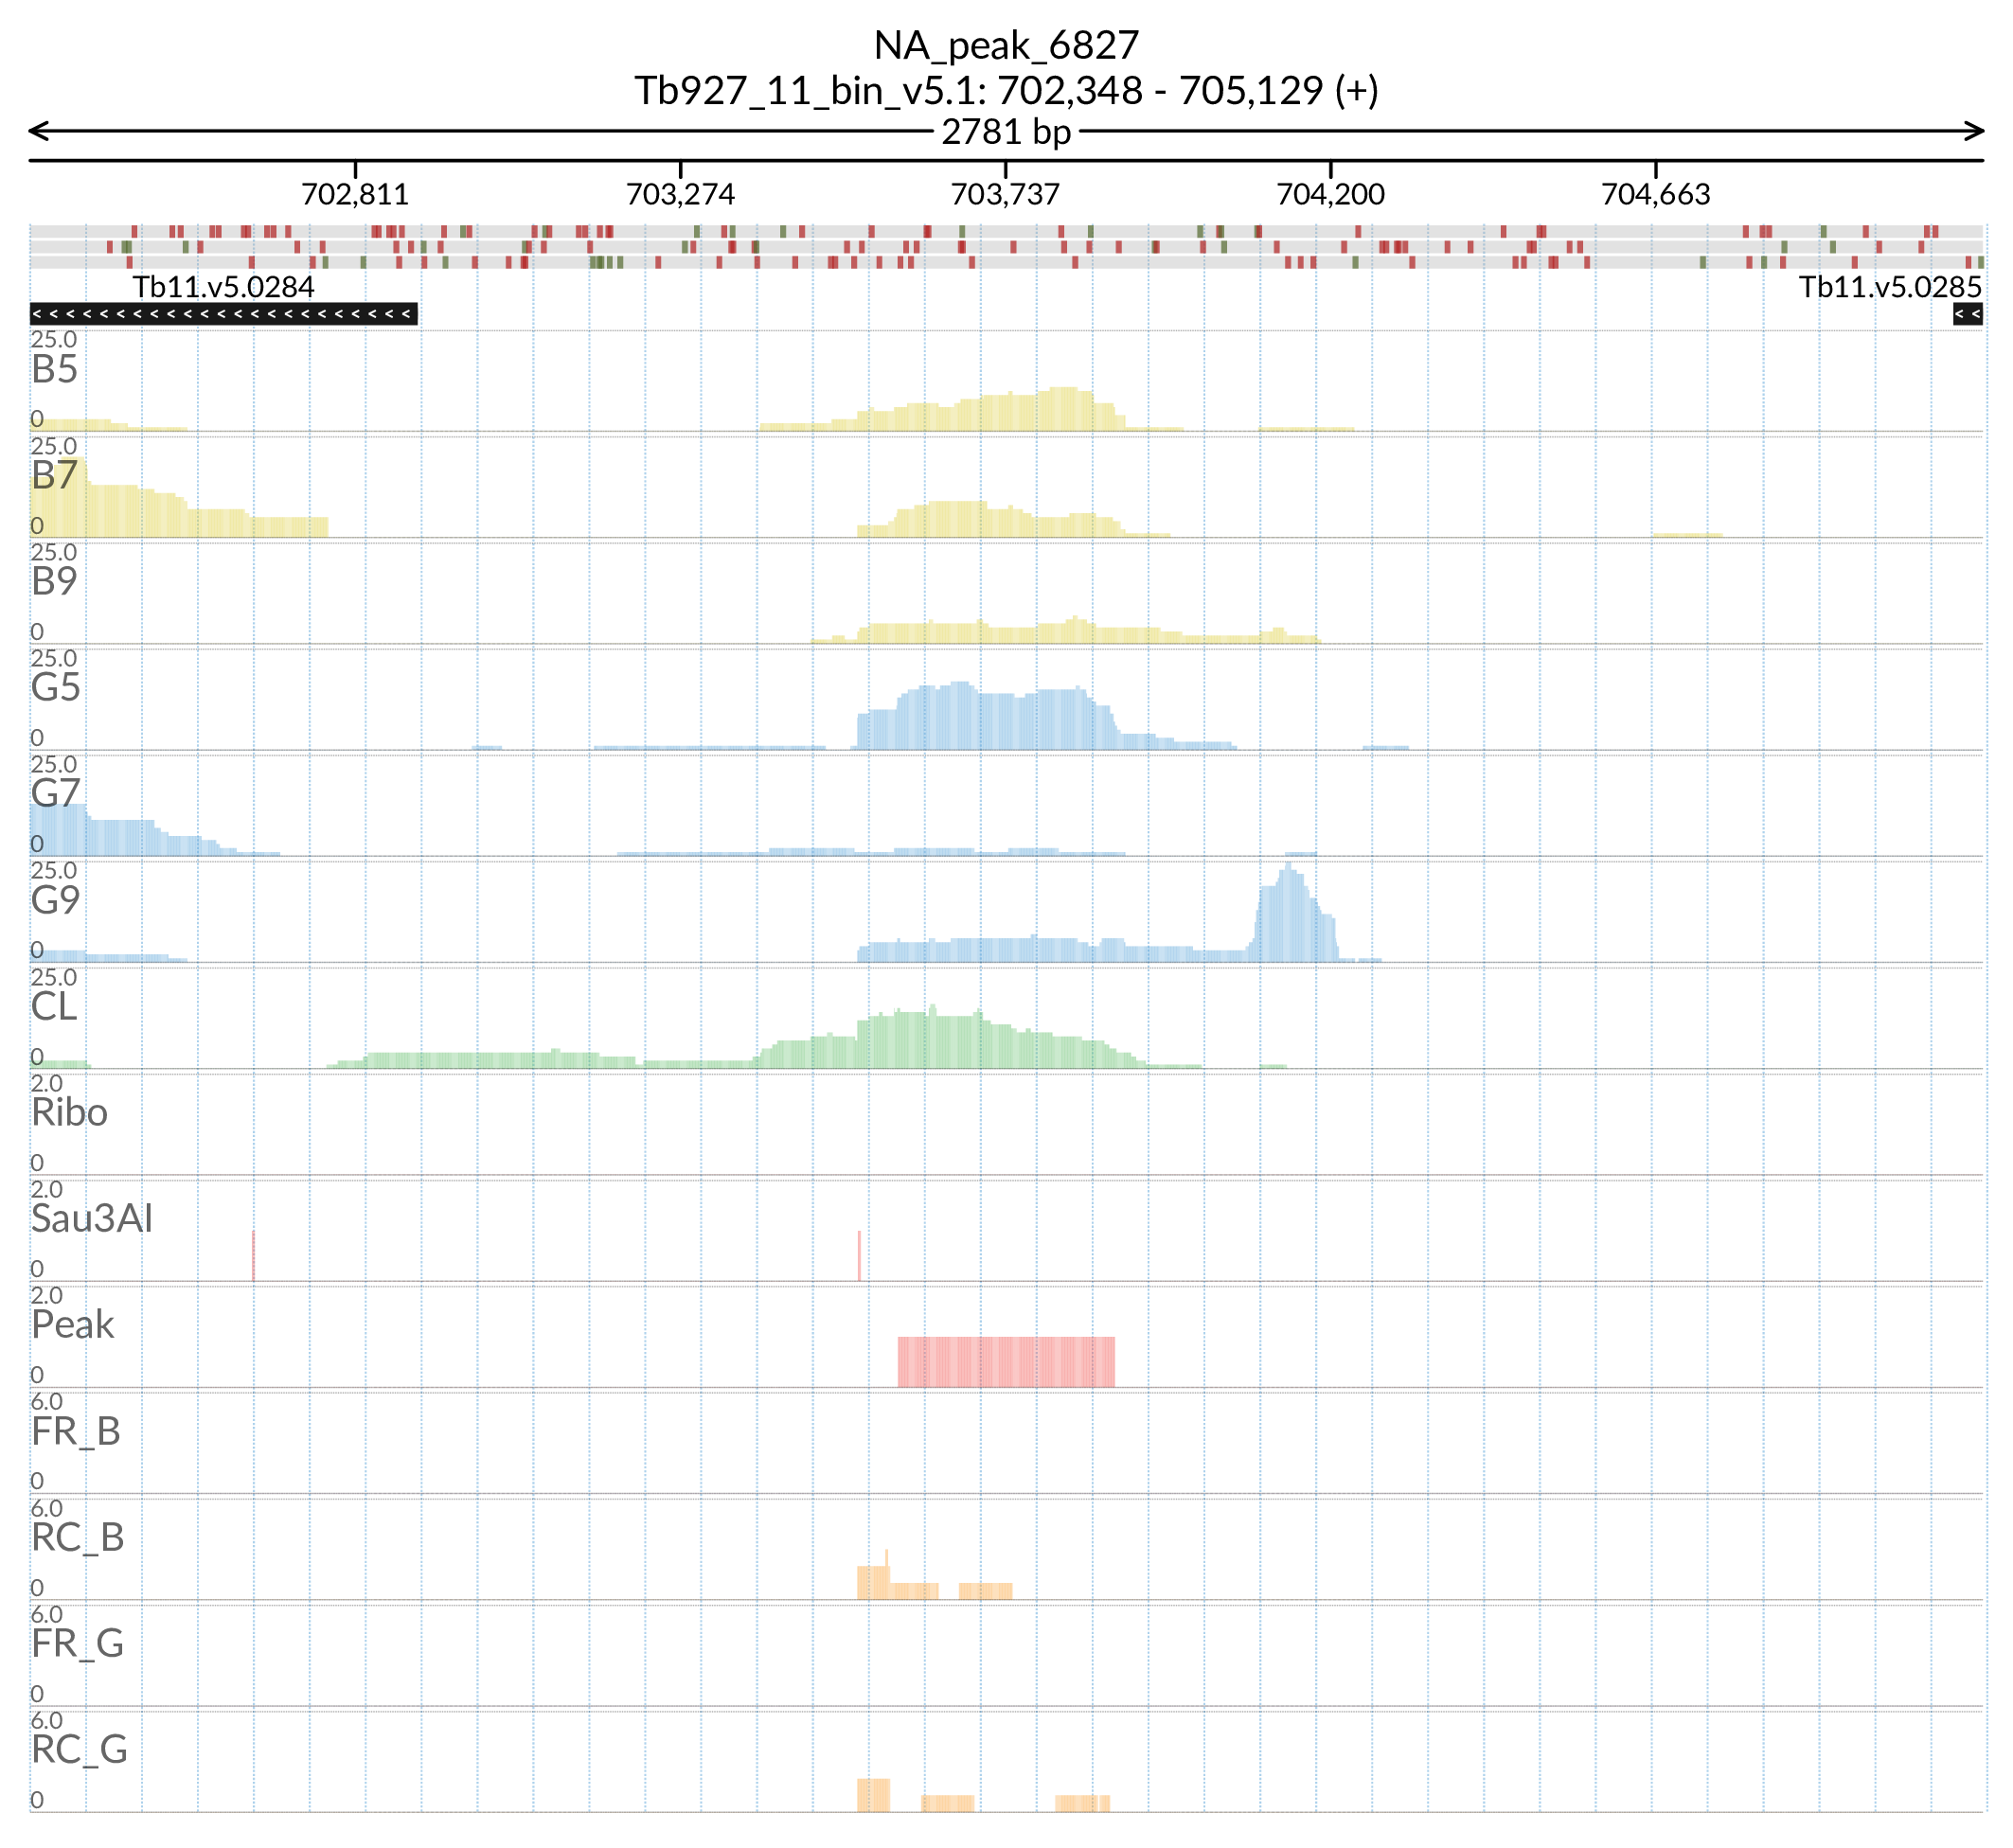 NA_peak_6827
Tb927_11_bin_v5.1: 702,348 - 705,129 (+)
2781 bp
702,811 703,274 703,737 704,200 704,663
Tb11.v5.0284 Tb11.v5.0285
< < < < < < < < < < < < < < < < < < < < < < < < <
25.0
B5
0
25.0
B7
0
25.0
B9
0
25.0
G5
0
25.0
G7
0
25.0
G9
0
25.0
CL
0
2.0
Ribo
0
2.0
Sau3AI
0
2.0
Peak
0
6.0
FR_B
0
6.0
RC_B
0
6.0
FR_G
0
6.0
RC_G
0